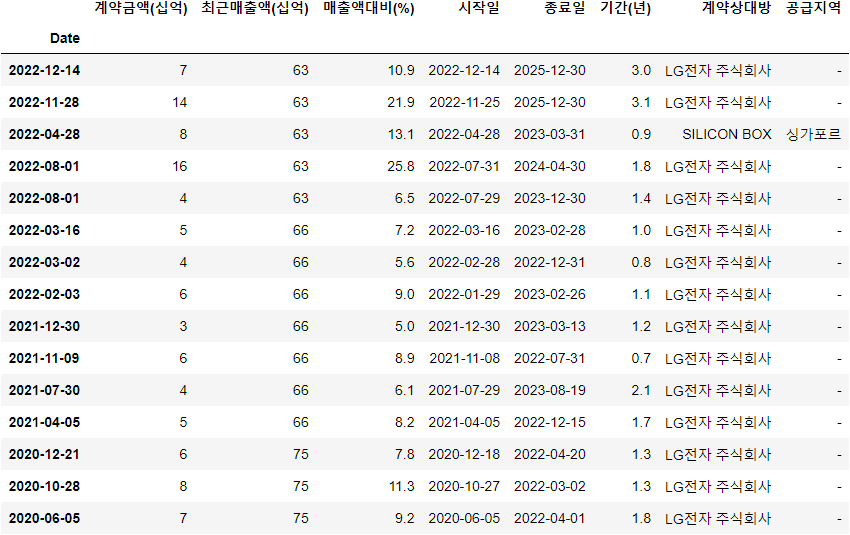 계약금액(십억) 최근매출액(십억) 매출액대비(%) 시작일 종료일 기간(년) 계약상대방 공급지역
Date
2022-12-14 7 63 10.9 2022-12-14 2025-12-30 3.0 LG전자 주식회사 -
2022-11-28 14 63 21.9 2022-11-25 2025-12-30 3.1 LG전자 주식회사 -
2022-04-28 8 63 13.1 2022-04-28 2023-03-31 0.9 SILICON BOX 싱가포르
2022-08-01 16 63 25.8 2022-07-31 2024-04-30 1.8 LG전자 주식회사 -
2022-08-01 4 63 6.5 2022-07-29 2023-12-30 1.4 LG전자 주식회사 -
2022-03-16 5 66 7.2 2022-03-16 2023-02-28 1.0 LG전자 주식회사 -
2022-03-02 4 66 5.6 2022-02-28 2022-12-31 0.8 LG전자 주식회사 -
2022-02-03 6 66 9.0 2022-01-29 2023-02-26 1.1 LG전자 주식회사 -
2021-12-30 3 66 5.0 2021-12-30 2023-03-13 1.2 LG전자 주식회사 -
2021-11-09 6 66 8.9 2021-11-08 2022-07-31 0.7 LG전자 주식회사 -
2021-07-30 4 66 6.1 2021-07-29 2023-08-19 2.1 LG전자 주식회사 -
2021-04-05 5 66 8.2 2021-04-05 2022-12-15 1.7 LG전자 주식회사 -
2020-12-21 6 75 7.8 2020-12-18 2022-04-20 1.3 LG전자 주식회사 -
2020-10-28 8 75 11.3 2020-10-27 2022-03-02 1.3 LG전자 주식회사 -
2020-06-05 7 75 9.2 2020-06-05 2022-04-01 1.8 LG전자 주식회사 -